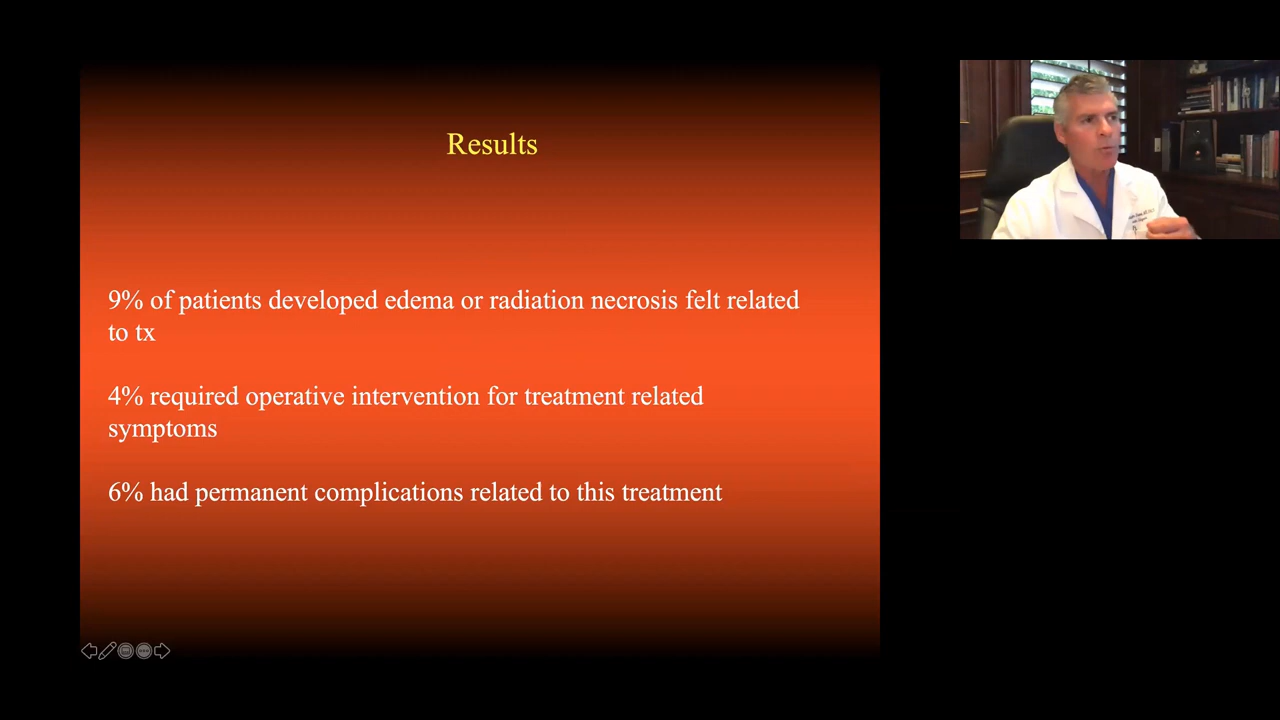 Results
9% of patients developed edema or radiation necrosis felt related
to tx
4% required operative intervention for treatment related
symptoms
6% had permanent complications related to this treatment